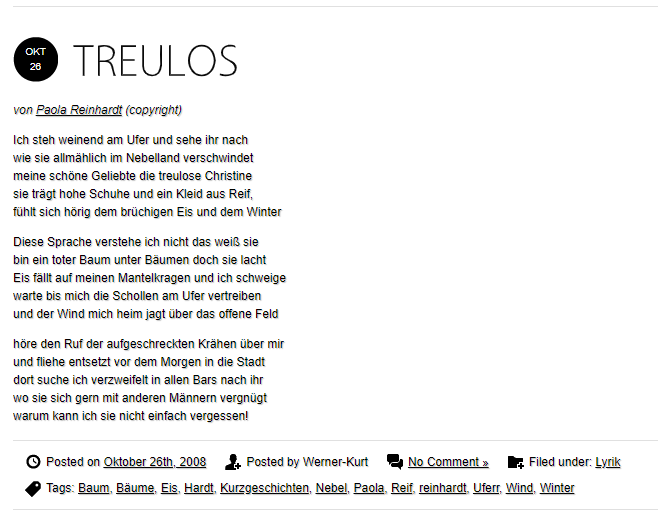 OKT
26
TREULOS
von Paola Reinhardt (copyright)
Ich steh weinend am Ufer und sehe ihr nach
wie sie allmählich im Nebelland verschwindet
meine schöne Geliebte die treulose Christine
sie trägt hohe Schuhe und ein Kleid aus Reif,
fühlt sich hörig dem brüchigen Eis und dem Winter
Diese Sprache verstehe ich nicht das weiß sie
bin ein toter Baum unter Bäumen doch sie lacht
Eis fällt auf meinen Mantelkragen und ich schweige
warte bis mich die Schollen am Ufer vertreiben
und der Wind mich heim jagt über das offene Feld
höre den Ruf der aufgeschreckten Krähen über mir
und fliehe entsetzt vor dem Morgen in die Stadt
dort suche ich verzweifelt in allen Bars nach ihr
wo sie sich gern mit anderen Männern vergnügt
warum kann ich sie nicht einfach vergessen!
Posted on Oktober 26th, 2008 Posted by Werner-Kurt No Comment » Filed under: Lyrik
Tags: Baum, Bäume, Eis, Hardt, Kurzgeschichten, Nebel, Paola, Reif, reinhardt, Uferr, Wind, Winter